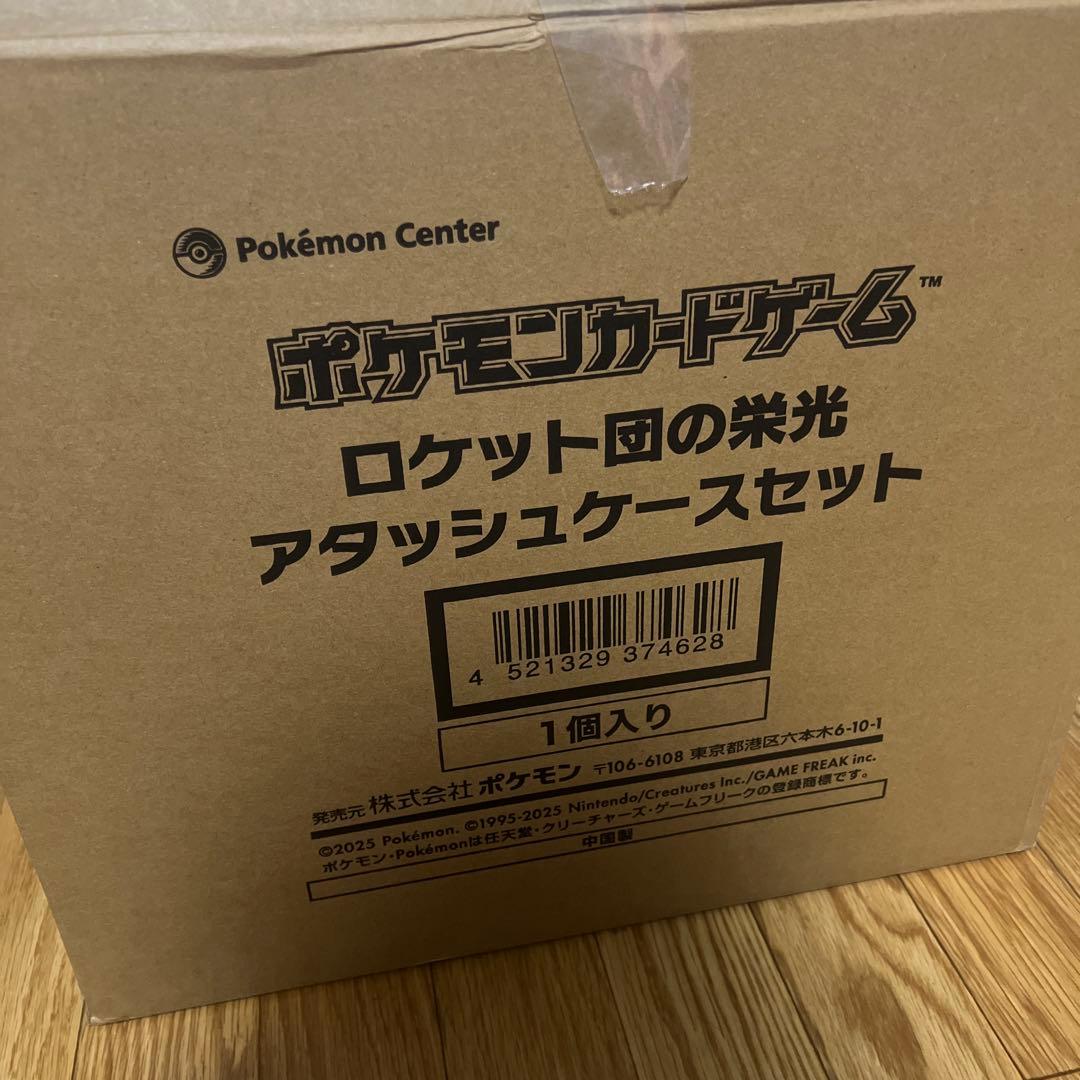 Pokémon Center
ポケモンカードゲーム™
ロケット団の栄光
アタッシュケースセット
4 521329 374628
1個入り
発売元 株式会社 ポケモン 〒106-6108 東京都港区六本木6-10-1
©2025 Pokémon. ©1995-2025 Nintendo/Creatures Inc./GAME FREAK inc.
ポケモン・Pokémonは任天堂・クリーチャーズ・ゲームフリークの登録商標です。
中国製